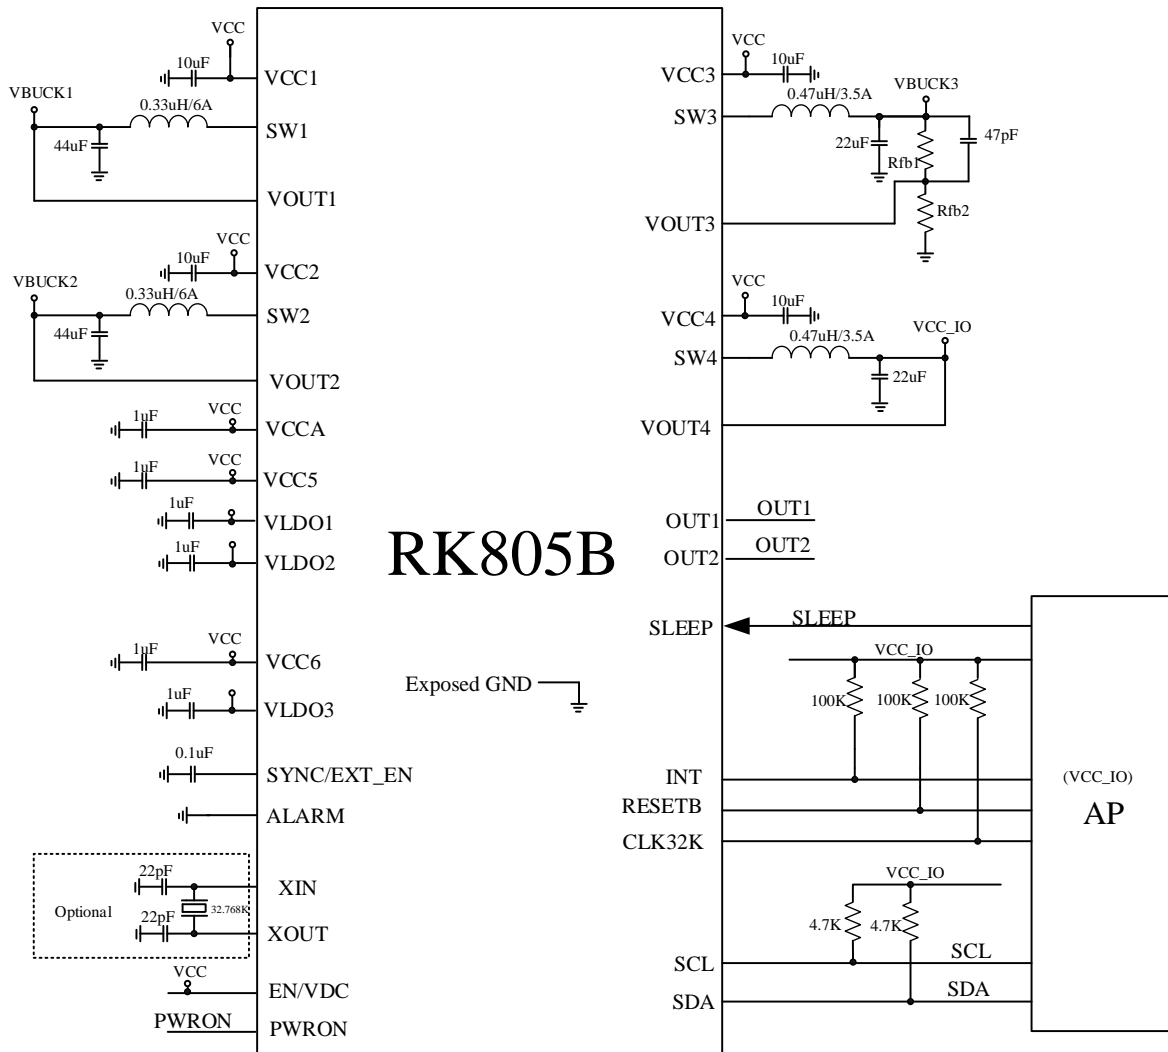 VCC
10uF
VCC1
VBUCK1
0.33uH/6A
SW1
44uF
VOUT1
VCC
10uF
VCC2
VBUCK2
0.33uH/6A
SW2
44uF
VOUT2
1uF
VCC
VCCA
1uF
VCC
VCC5
1uF
VLDO1
1uF
VLDO2
1uF
VCC
VCC6
1uF
VLDO3
0.1uF
SYNC/EXT_EN
ALARM
22pF
XIN
Optional
32.768K
22pF
XOUT
VCC
EN/VDC
PWRON
PWRON
RK805B
Exposed GND
VCC
10uF
VCC3
0.47uH/3.5A
VBUCK3
SW3
22uF
Rfb1
47pF
VOUT3
Rfb2
VCC
10uF
VCC4
0.47uH/3.5A
VCC_IO
SW4
22uF
VOUT4
OUT1
OUT1
OUT2
OUT2
SLEEP
SLEEP
VCC_IO
100K
100K
100K
INT
RESETB
CLK32K
(VCC_IO)
AP
VCC_IO
4.7K
4.7K
SCL
SCL
SDA
SDA